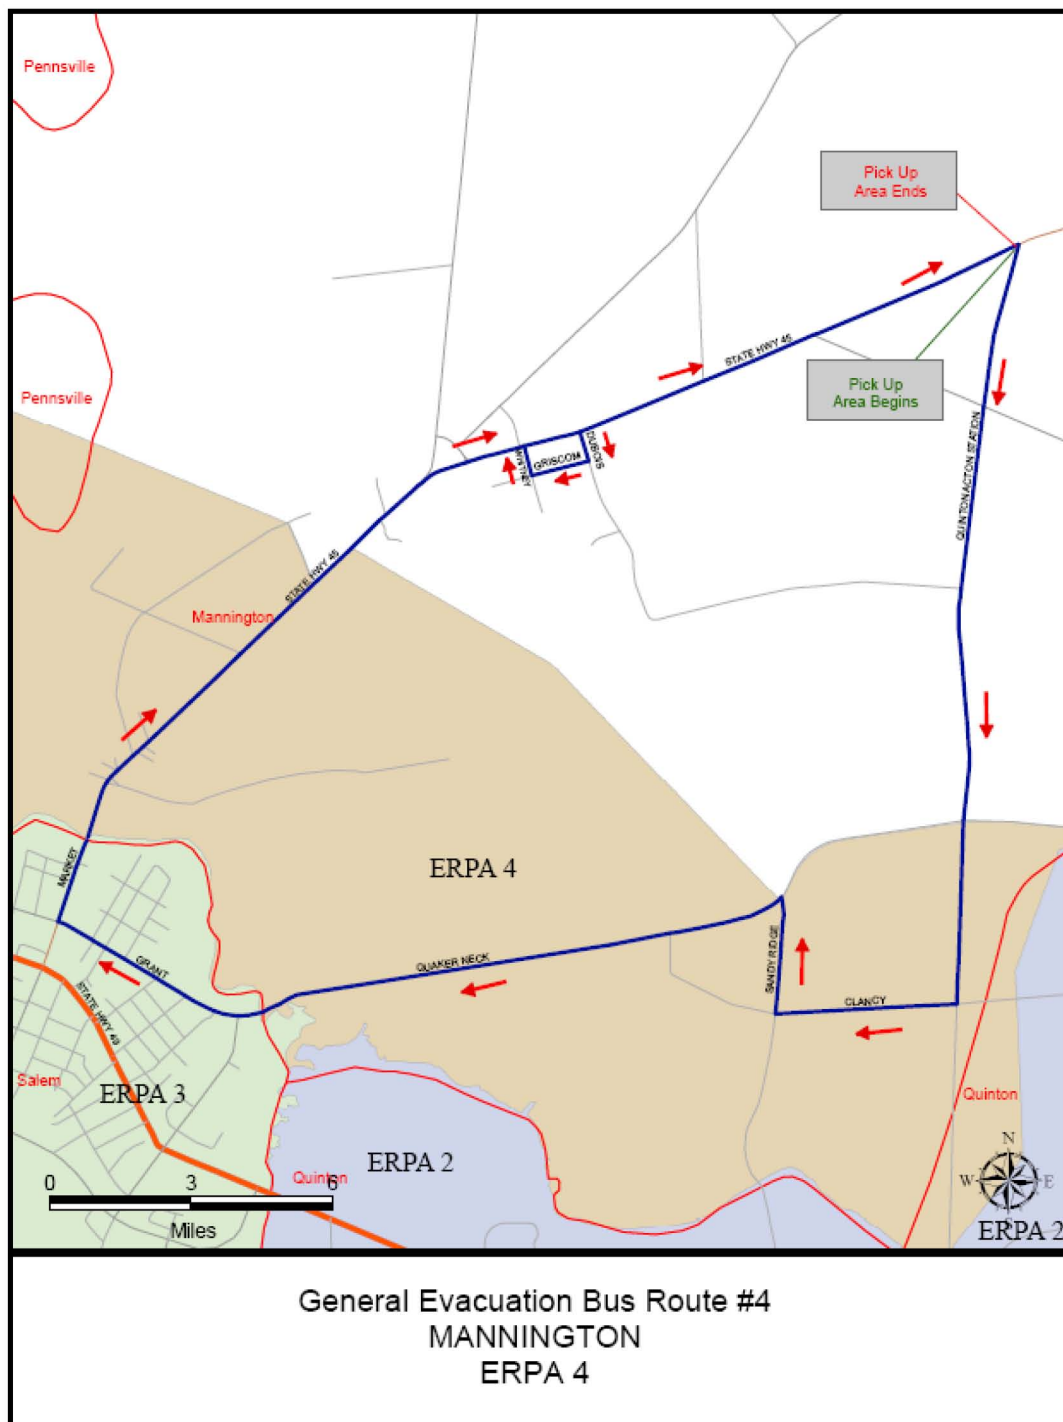 Pennsville
Pick Up
Area Ends
STATE HWY 45
Pennsville
Pick Up
Area Begins
DUBOIS
GRISCOM
WHITNEY
QUINTON ACTON STATION
STATE HWY 45
Mannington
ERPA 4
MARKET
SANDY RIDGE
QUAKER NECK
GRANT
CLANCY
STATE HWY 49
Salem
ERPA 3
Quinton
ERPA 2
Quinton
N
W
E
S
ERPA 2
0 3 6
Miles
General Evacuation Bus Route #4
MANNINGTON
ERPA 4